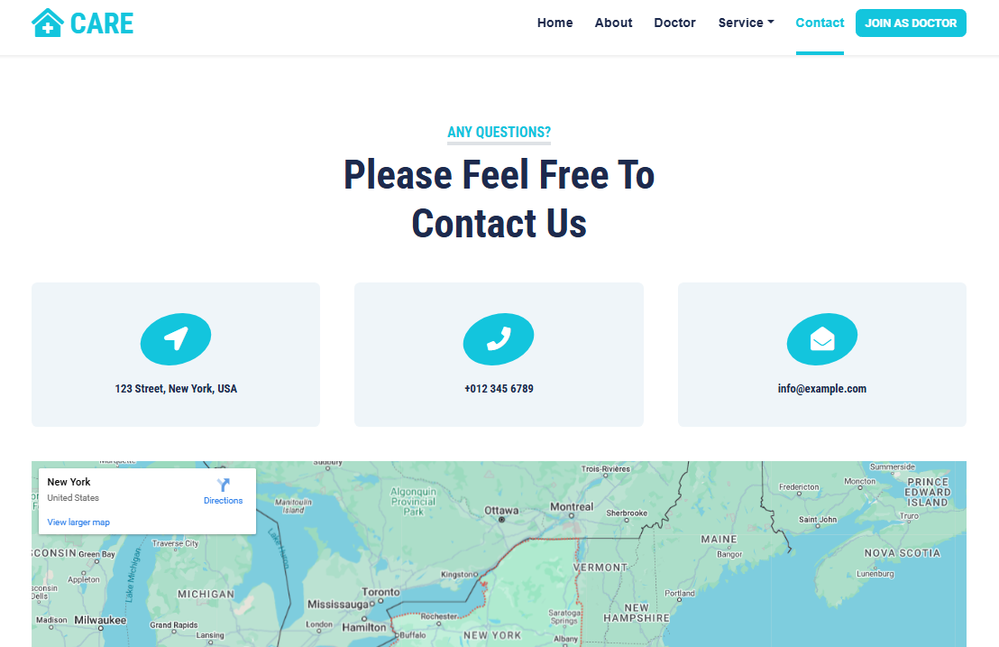 CARE
Home About Doctor Service Contact JOIN AS DOCTOR
ANY QUESTIONS?
Please Feel Free To
Contact Us
123 Street, New York, USA
+012 345 6789
info@example.com
New York
United States
Directions
View larger map
Sudbury
Trois-Rivières
Summerside
Manitoulin
Island
Algonquin
Provincial
Park
Ottawa
Montreal
Sherbrooke
Fredericton
Moncton
PRINCE
EDWARD
ISLAND
Saint John
Truro
CONSIN
Green Bay
Traverse City
Lake Huron
MAINE
Bangor
NOVA SCOTIA
Appleton
Lake Michigan
Kingston
VERMONT
Lunenburg
sconsin
Dells
MICHIGAN
Toronto
Mississauga
Portland
Madison
Milwaukee
Grand Rapids
London
Hamilton
Rochester
Saratoga
Springs
NEW
HAMPSHIRE
Lansing
Buffalo
NEW YORK
Albany